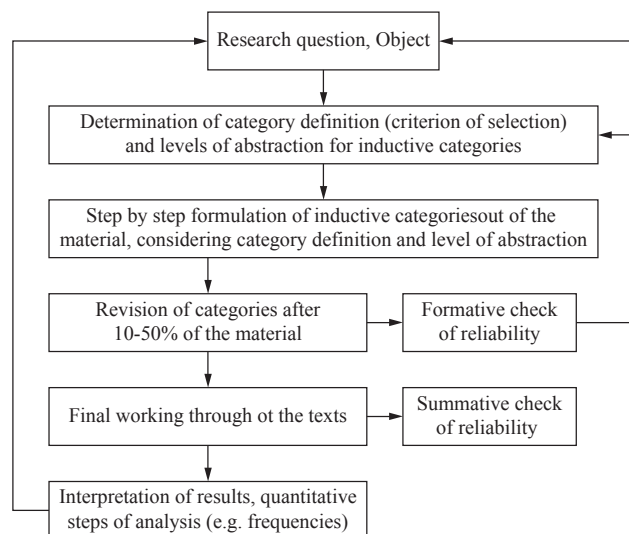 Research question, Object
Determination of category definition (criterion of selection)
and levels of abstraction for inductive categories
Step by step formulation of inductive categoriesout of the
material, considering category definition and level of abstraction
Revision of categories after
10-50% of the material
Formative check
of reliability
Final working through ot the texts
Summative check
of reliability
Interpretation of results, quantitative
steps of analysis (e.g. frequencies)